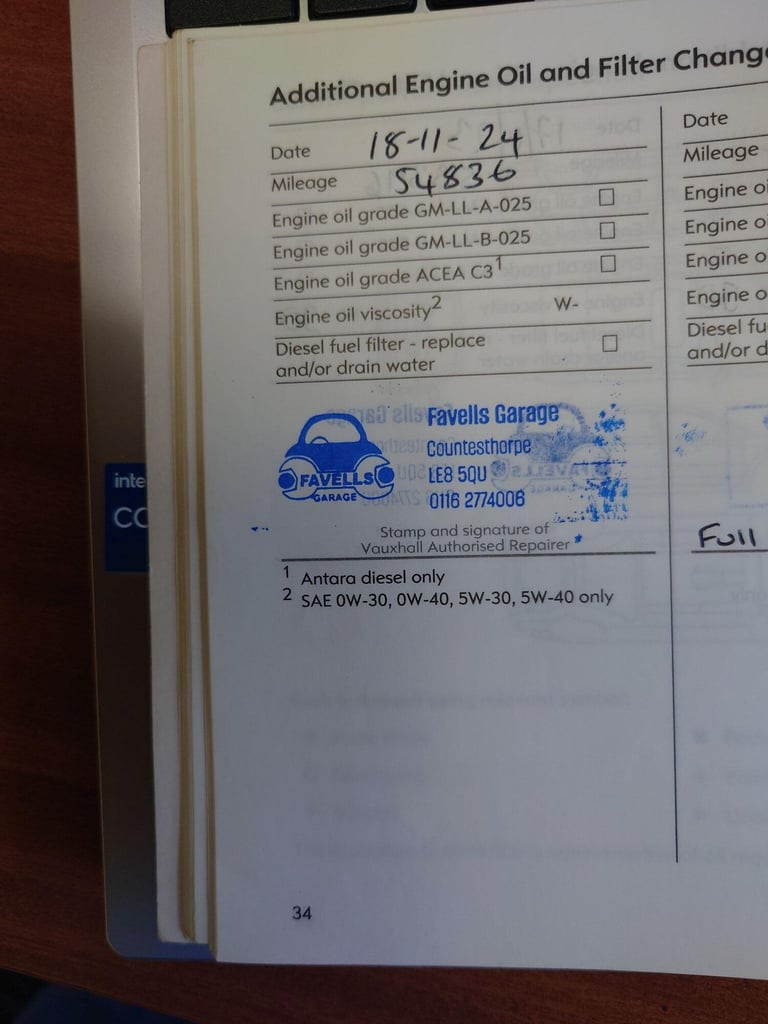 Additional Engine Oil and Filter Chang
Date 18-11-24
Mileage 54836
Engine oil grade GM-LL-A-025
Engine oil grade GM-LL-B-025
Engine oil grade ACEA C3¹
Engine oil viscosity² W-
Diesel fuel filter - replace
and/or drain water
FAVELLS
GARAGE
Favells Garage
Countesthorpe
LE8 5QU
0116 2774006
Stamp and signature of
Vauxhall Authorised Repairer
¹ Antara diesel only
² SAE 0W-30, 0W-40, 5W-30, 5W-40 only
34
Date
Mileage
Engine oi
Engine oi
Engine o
Engine o
Diesel fu
and/or d
Full
inte
CO